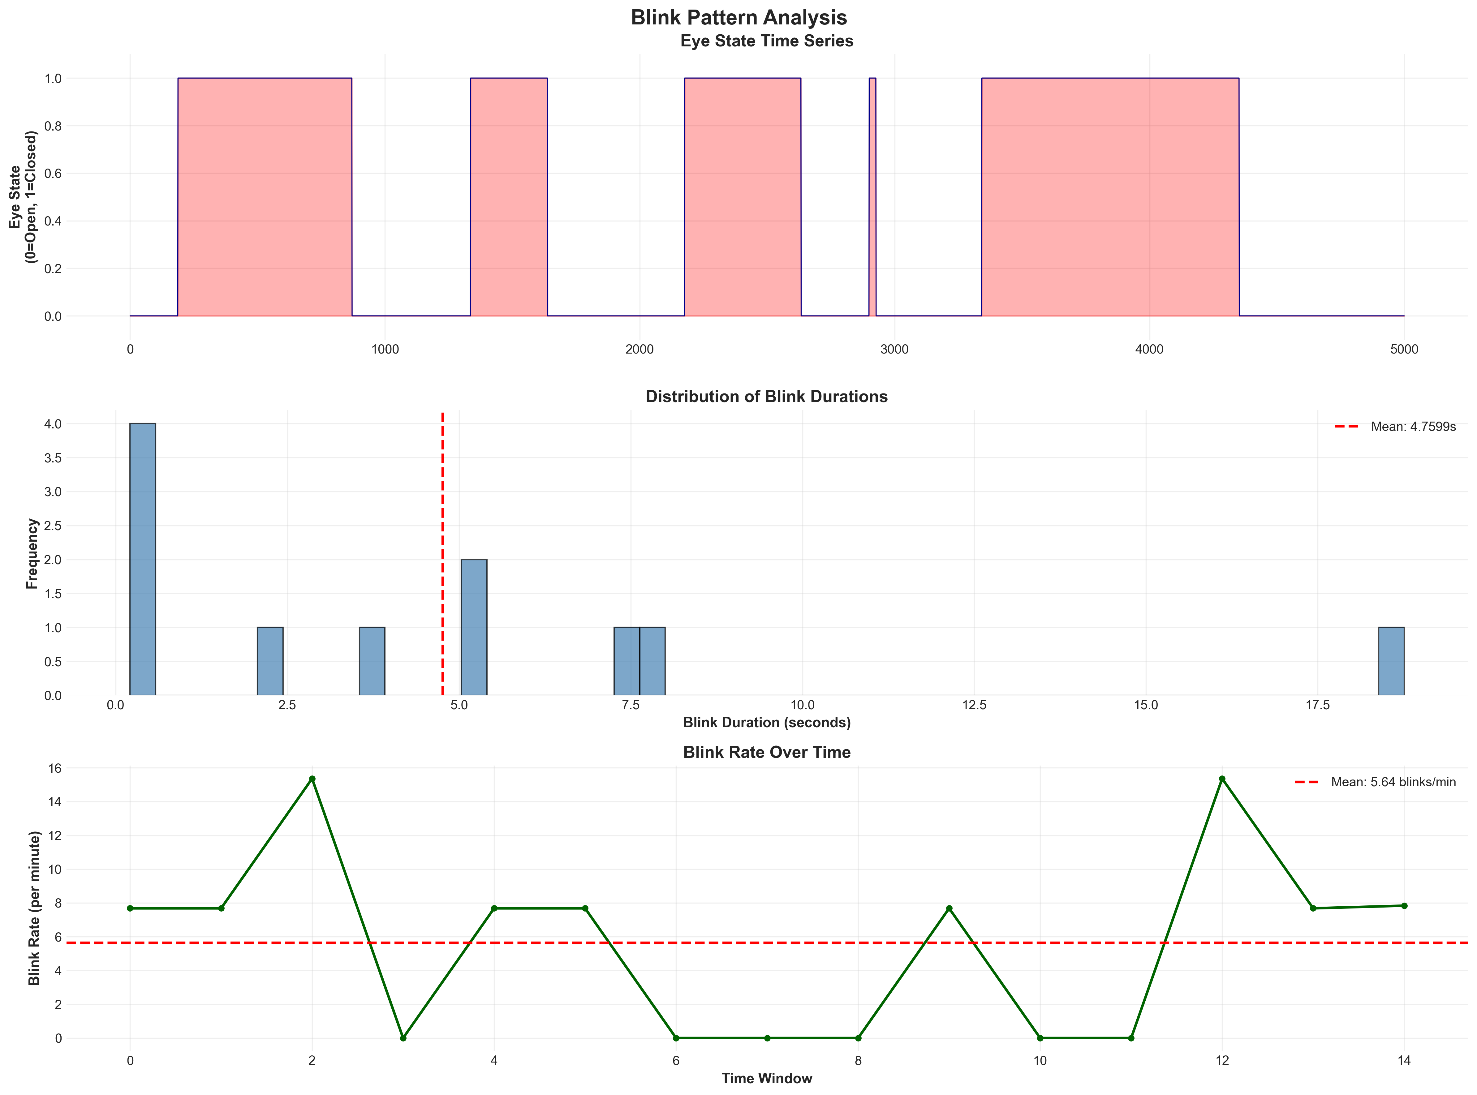 Blink Pattern Analysis
Eye State Time Series
Eye State
(0=Open, 1=Closed)
1.0
0.8
0.6
0.4
0.2
0.0
0 1000 2000 3000 4000 5000
Distribution of Blink Durations
Mean: 4.7599s
Frequency
4.0
3.5
3.0
2.5
2.0
1.5
1.0
0.5
0.0
0.0 2.5 5.0 7.5 10.0 12.5 15.0 17.5
Blink Duration (seconds)
Blink Rate Over Time
Mean: 5.64 blinks/min
Blink Rate (per minute)
16
14
12
10
8
6
4
2
0
0 2 4 6 8 10 12 14
Time Window